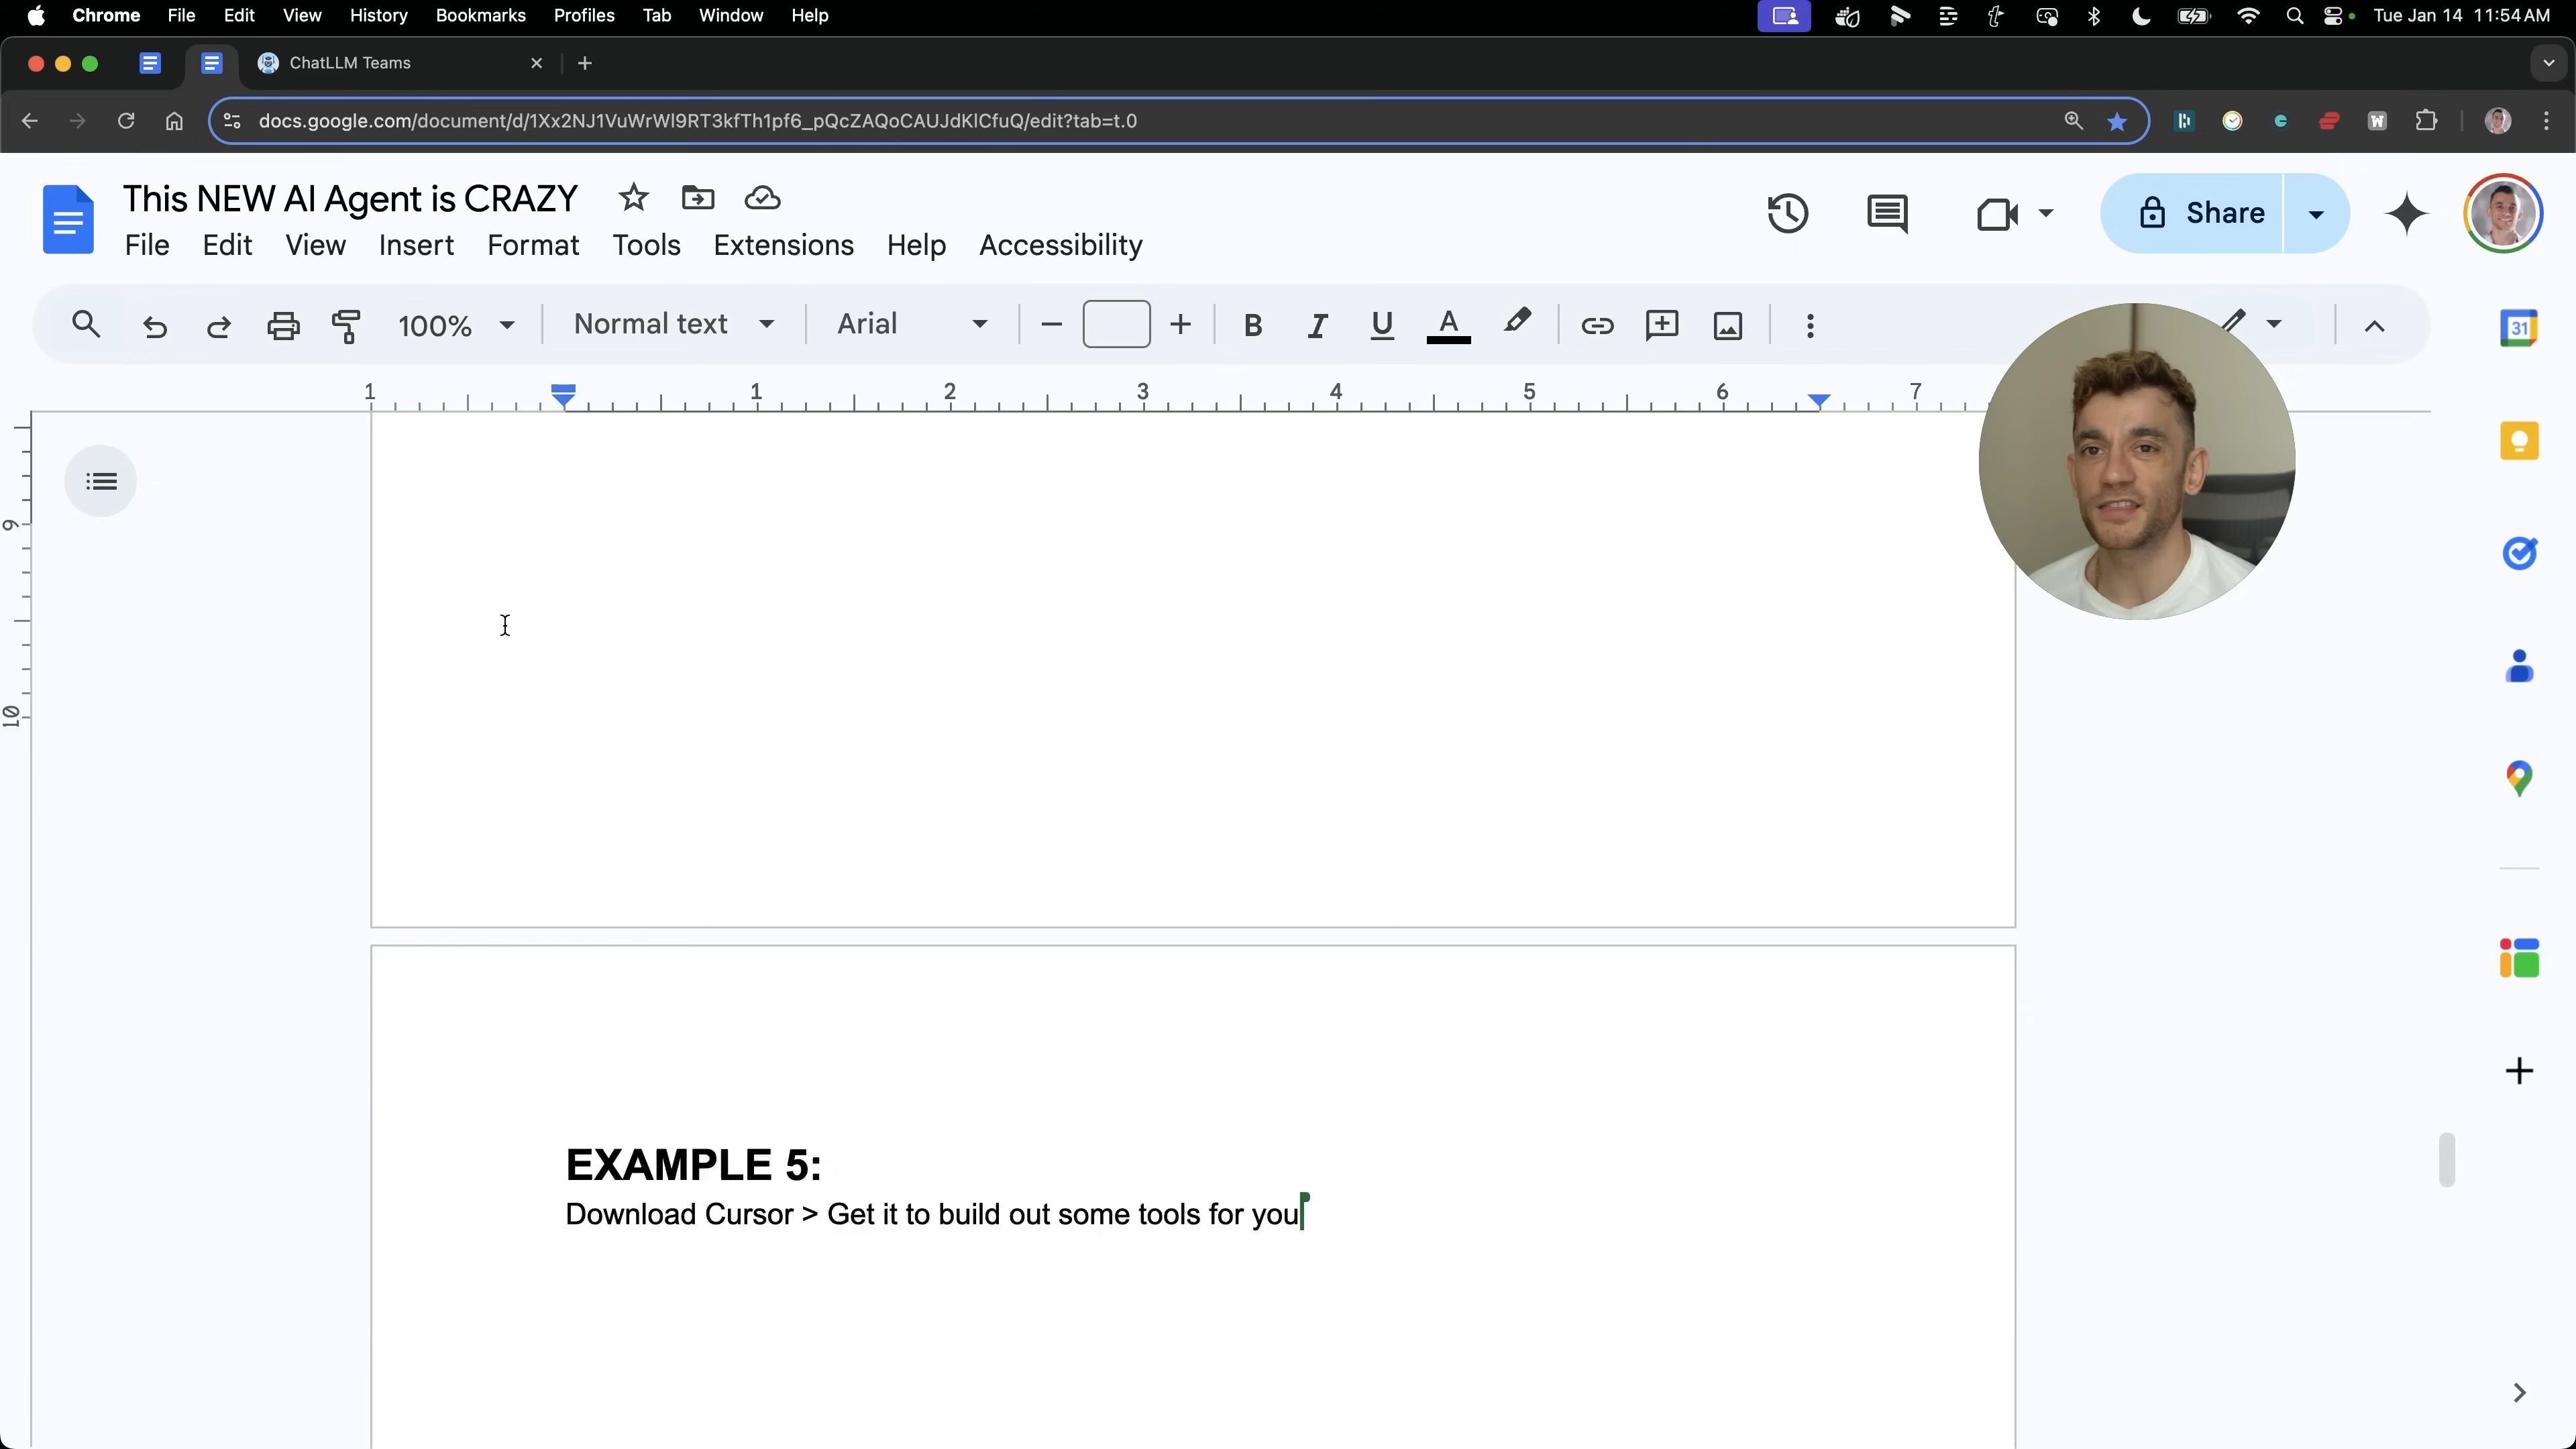 Chrome File Edit View History Bookmarks Profiles Tab Window Help Tue Jan 14 11:54 AM
ChatLLM Teams
docs.google.com/document/d/1Xx2NJ1VuWrWl9RT3kfTh1pf6_pQcZAQoCAUJdKlCfuQ/edit?tab=t.0
This NEW AI Agent is CRAZY
Share
File Edit View Insert Format Tools Extensions Help Accessibility
100% Normal text Arial B I U A
31
1 1 2 3 4 5 6 7
9
10
EXAMPLE 5:
Download Cursor > Get it to build out some tools for you